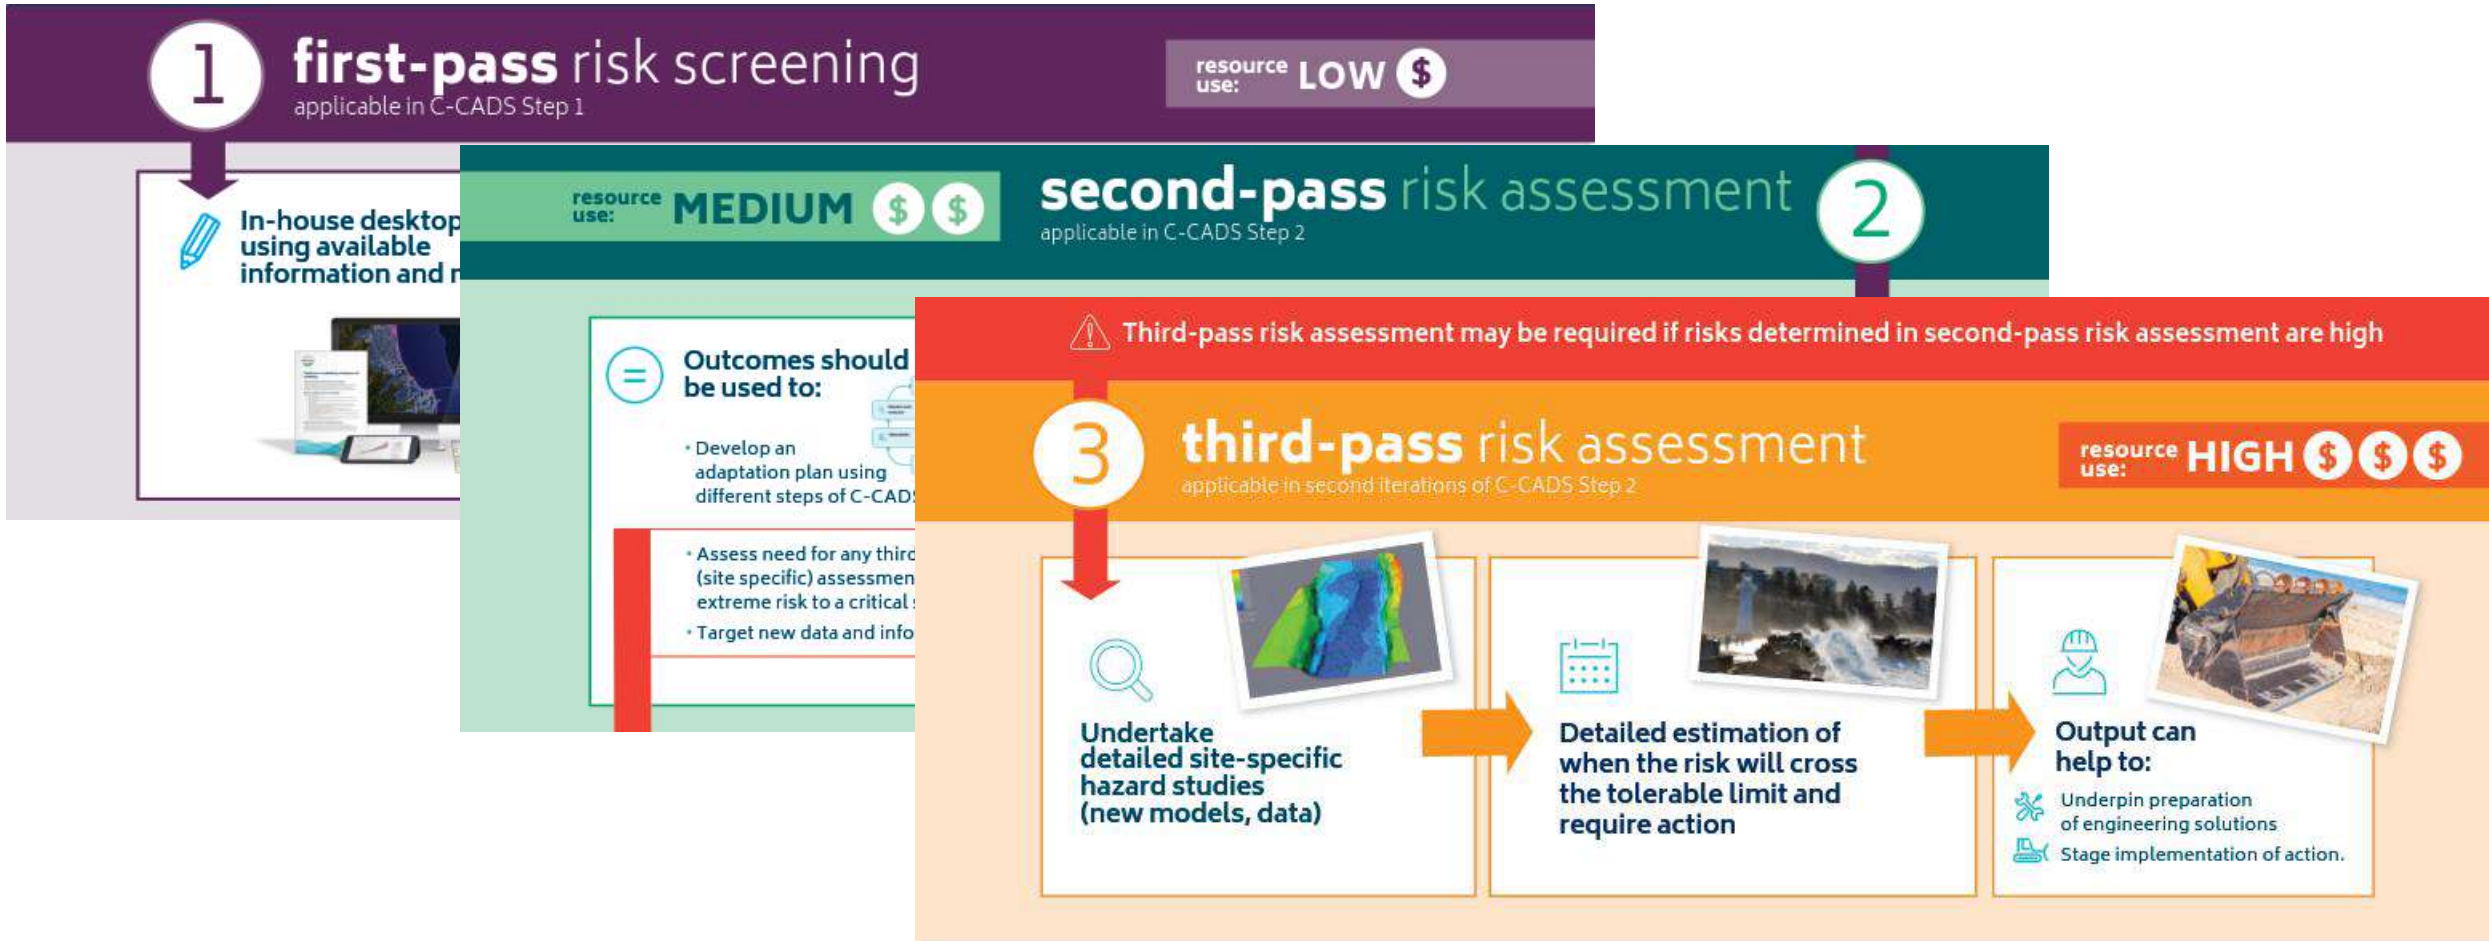 1
first-pass risk screening
applicable in C-CADS Step 1
resource
use: LOW $
In-house desktop
using available
information and
resource
use: MEDIUM $ $
second-pass risk assessment
applicable in C-CADS Step 2
2
=
Outcomes should
be used to:
• Develop an
adaptation plan using
different steps of C-CADS
• Assess need for any third
(site specific) assessmen
extreme risk to a critical
• Target new data and info
! Third-pass risk assessment may be required if risks determined in second-pass risk assessment are high
3
third-pass risk assessment
applicable in second iterations of C-CADS Step 2
resource
use: HIGH $ $ $
Undertake
detailed site-specific
hazard studies
(new models, data)
Detailed estimation of
when the risk will cross
the tolerable limit and
require action
Output can
help to:
Underpin preparation
of engineering solutions
Stage implementation of action.